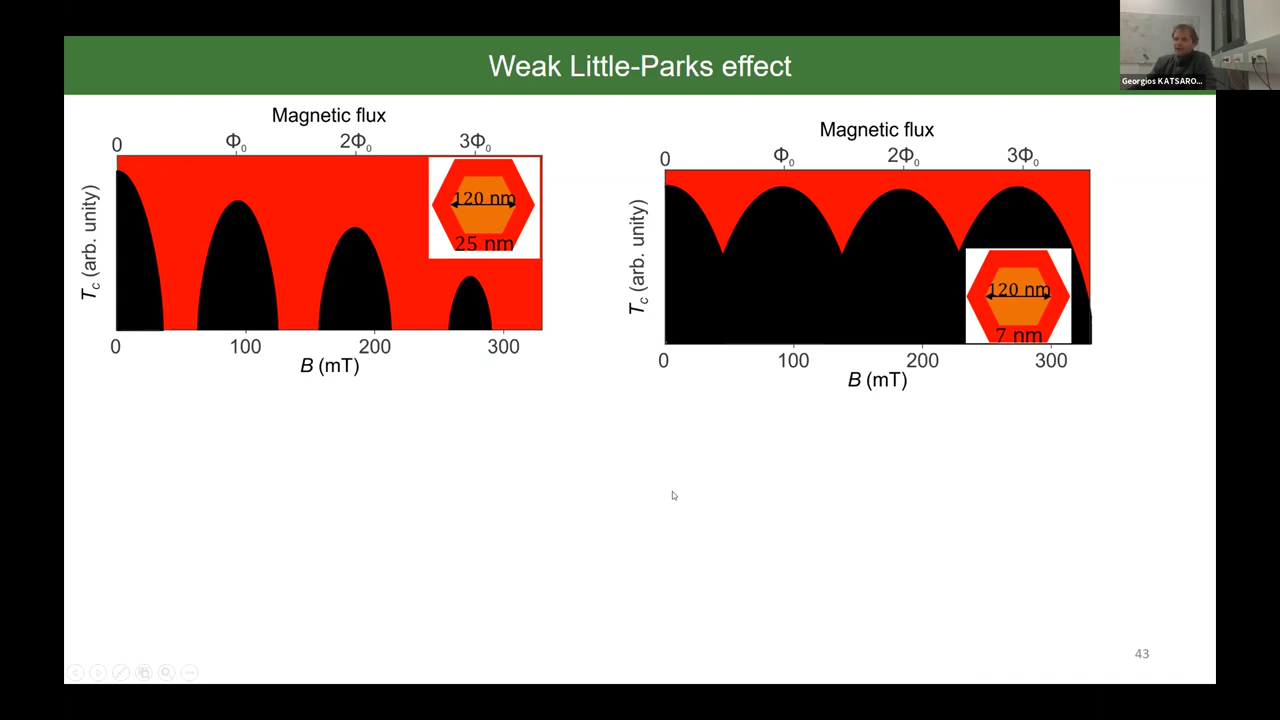 Georgios KATSARO...
Weak Little-Parks effect
Magnetic flux
0 Φ0 2Φ0 3Φ0
Tc (arb. unity)
120 nm
25 nm
0 100 200 300
B (mT)
Magnetic flux
0 Φ0 2Φ0 3Φ0
Tc (arb. unity)
120 nm
7 nm
0 100 200 300
B (mT)
43